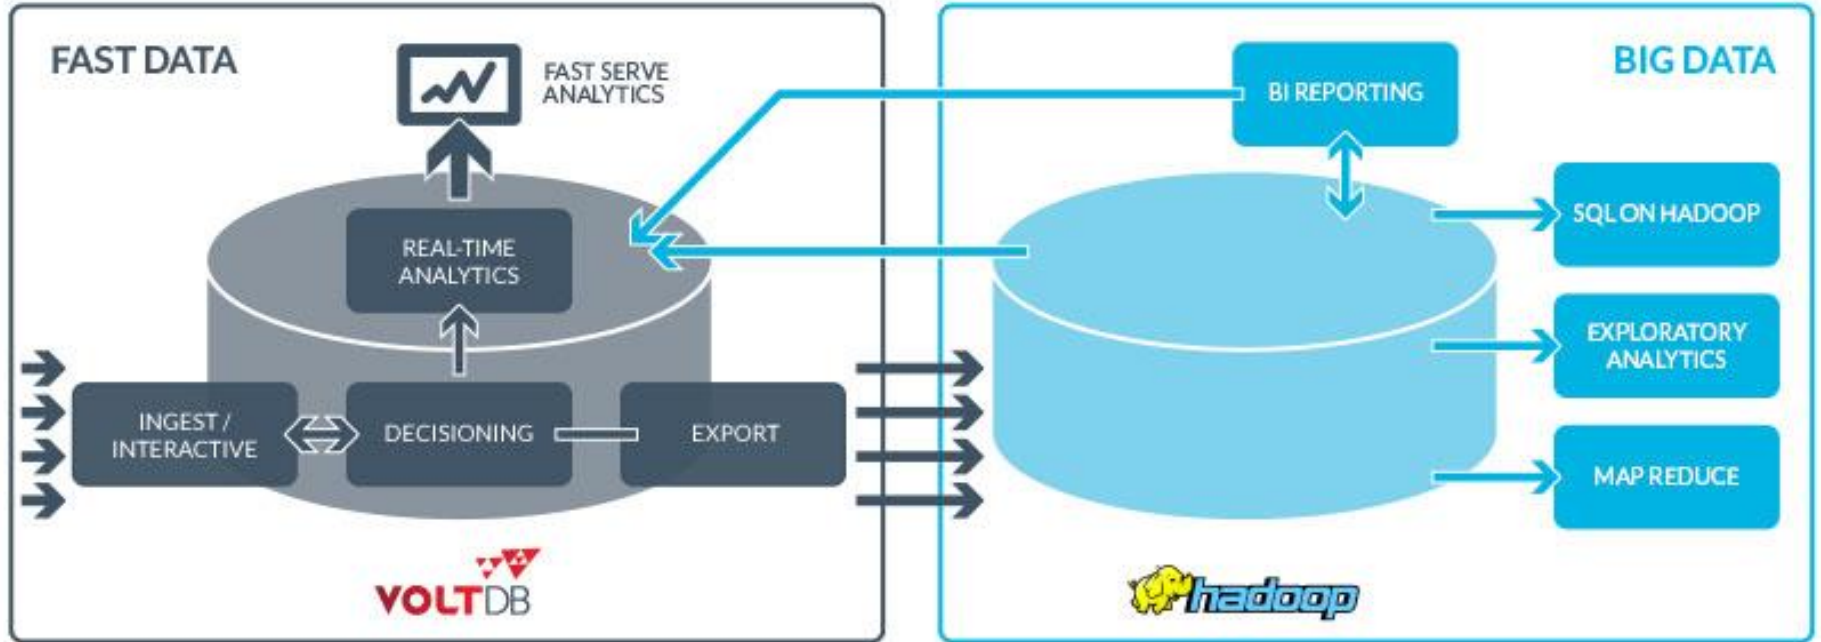 FAST DATA
FAST SERVE
ANALYTICS
REAL-TIME
ANALYTICS
INGEST /
INTERACTIVE
DECISIONING
EXPORT
VOLTDB
BIG DATA
BI REPORTING
SQL ON HADOOP
EXPLORATORY
ANALYTICS
MAP REDUCE
hadoop